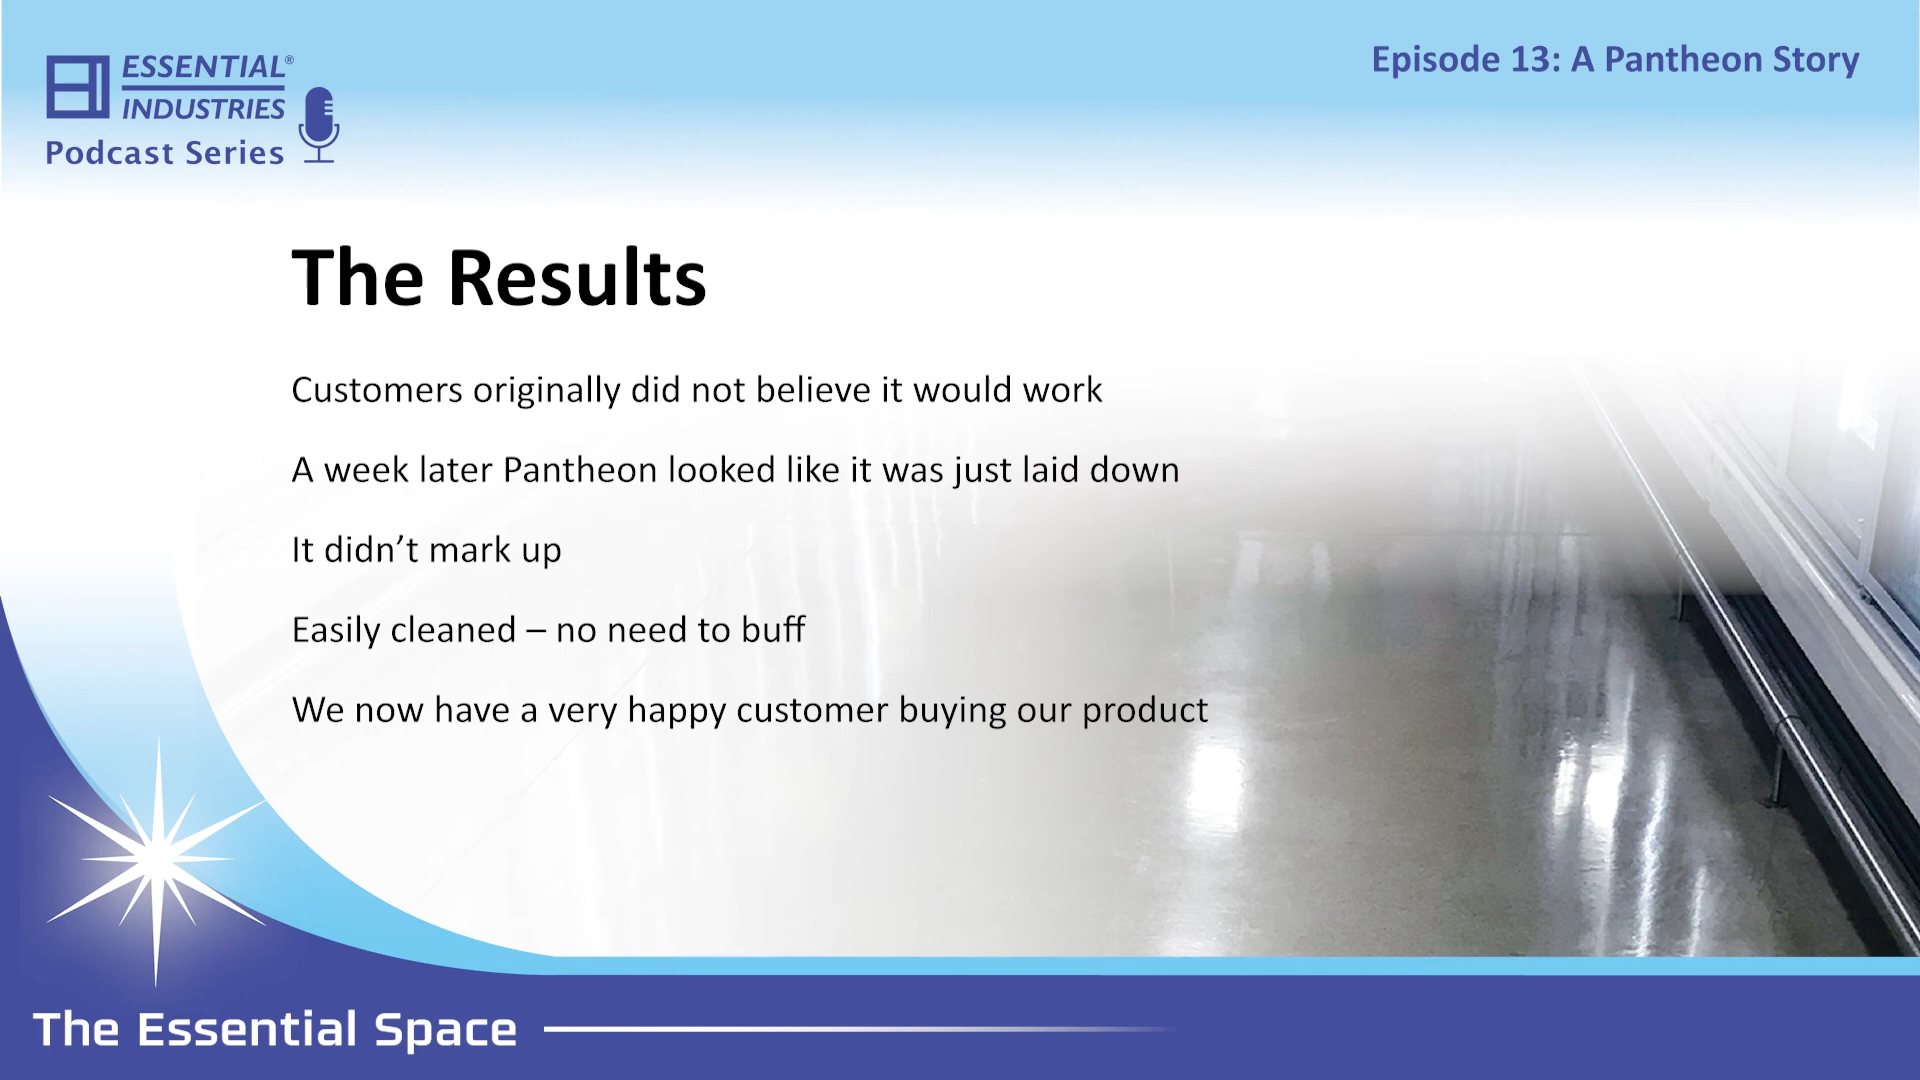 ESSENTIAL®
INDUSTRIES
Podcast Series
Episode 13: A Pantheon Story
The Results
Customers originally did not believe it would work
A week later Pantheon looked like it was just laid down
It didn’t mark up
Easily cleaned – no need to buff
We now have a very happy customer buying our product
The Essential Space